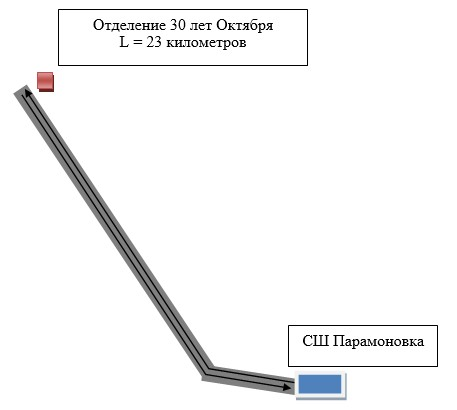 Отделение 30 лет Октября
L = 23 километров
СШ Парамоновка